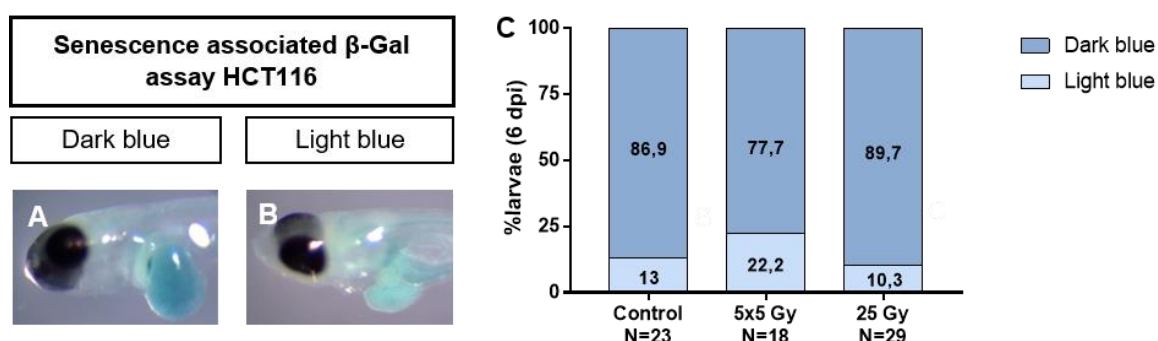 Senescence associated β-Gal
assay HCT116
Dark blue
Light blue
A
B
C
%larvae (6 dpi)
100
75
50
25
0
86,9
13
77,7
22,2
89,7
10,3
Control
N=23
5x5 Gy
N=18
25 Gy
N=29
Dark blue
Light blue